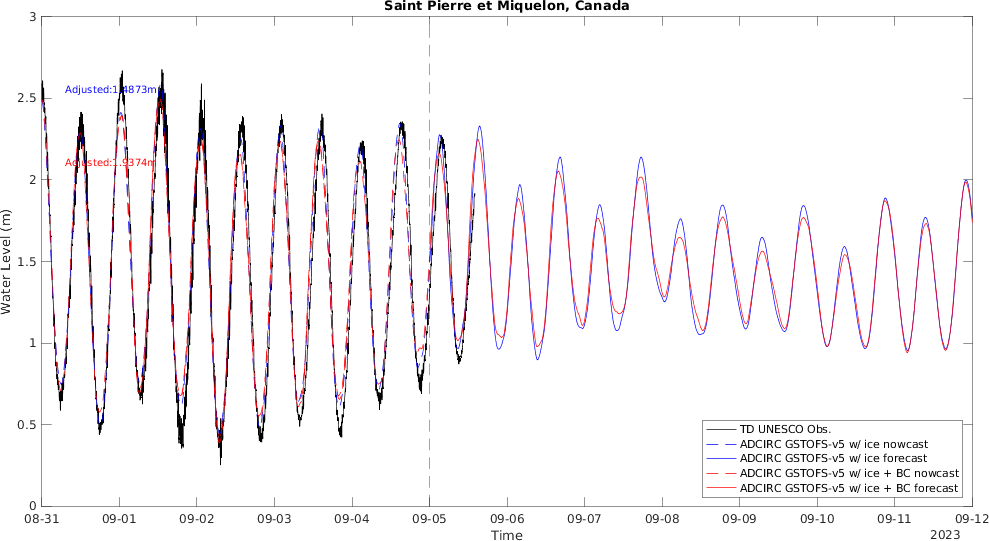 Saint Pierre et Miquelon, Canada
Water Level (m)
3
2.5
2
1.5
1
0.5
0
Adjusted:1.4873m
Adjusted:1.9374m
TD UNESCO Obs.
ADCIRC GSTOFS-v5 w/ ice nowcast
ADCIRC GSTOFS-v5 w/ ice forecast
ADCIRC GSTOFS-v5 w/ ice + BC nowcast
ADCIRC GSTOFS-v5 w/ ice + BC forecast
08-31 09-01 09-02 09-03 09-04 09-05 09-06 09-07 09-08 09-09 09-10 09-11 09-12
Time
2023